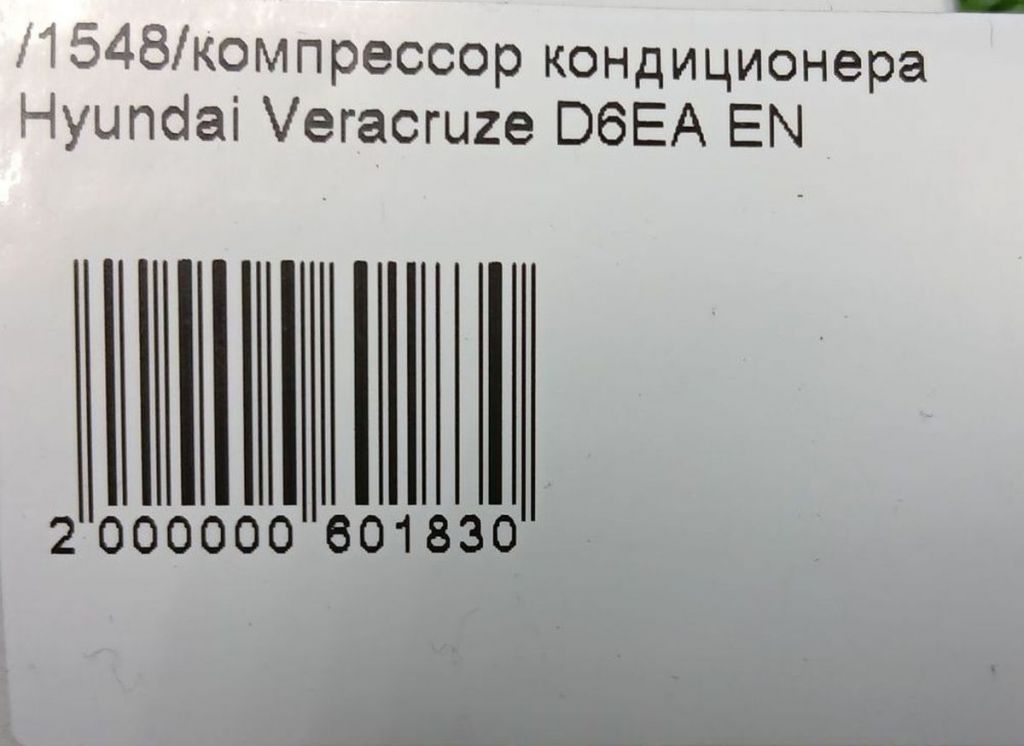 /1548/компрессор кондиционера
Hyundai Veracruze D6EA EN
2 000000 601830